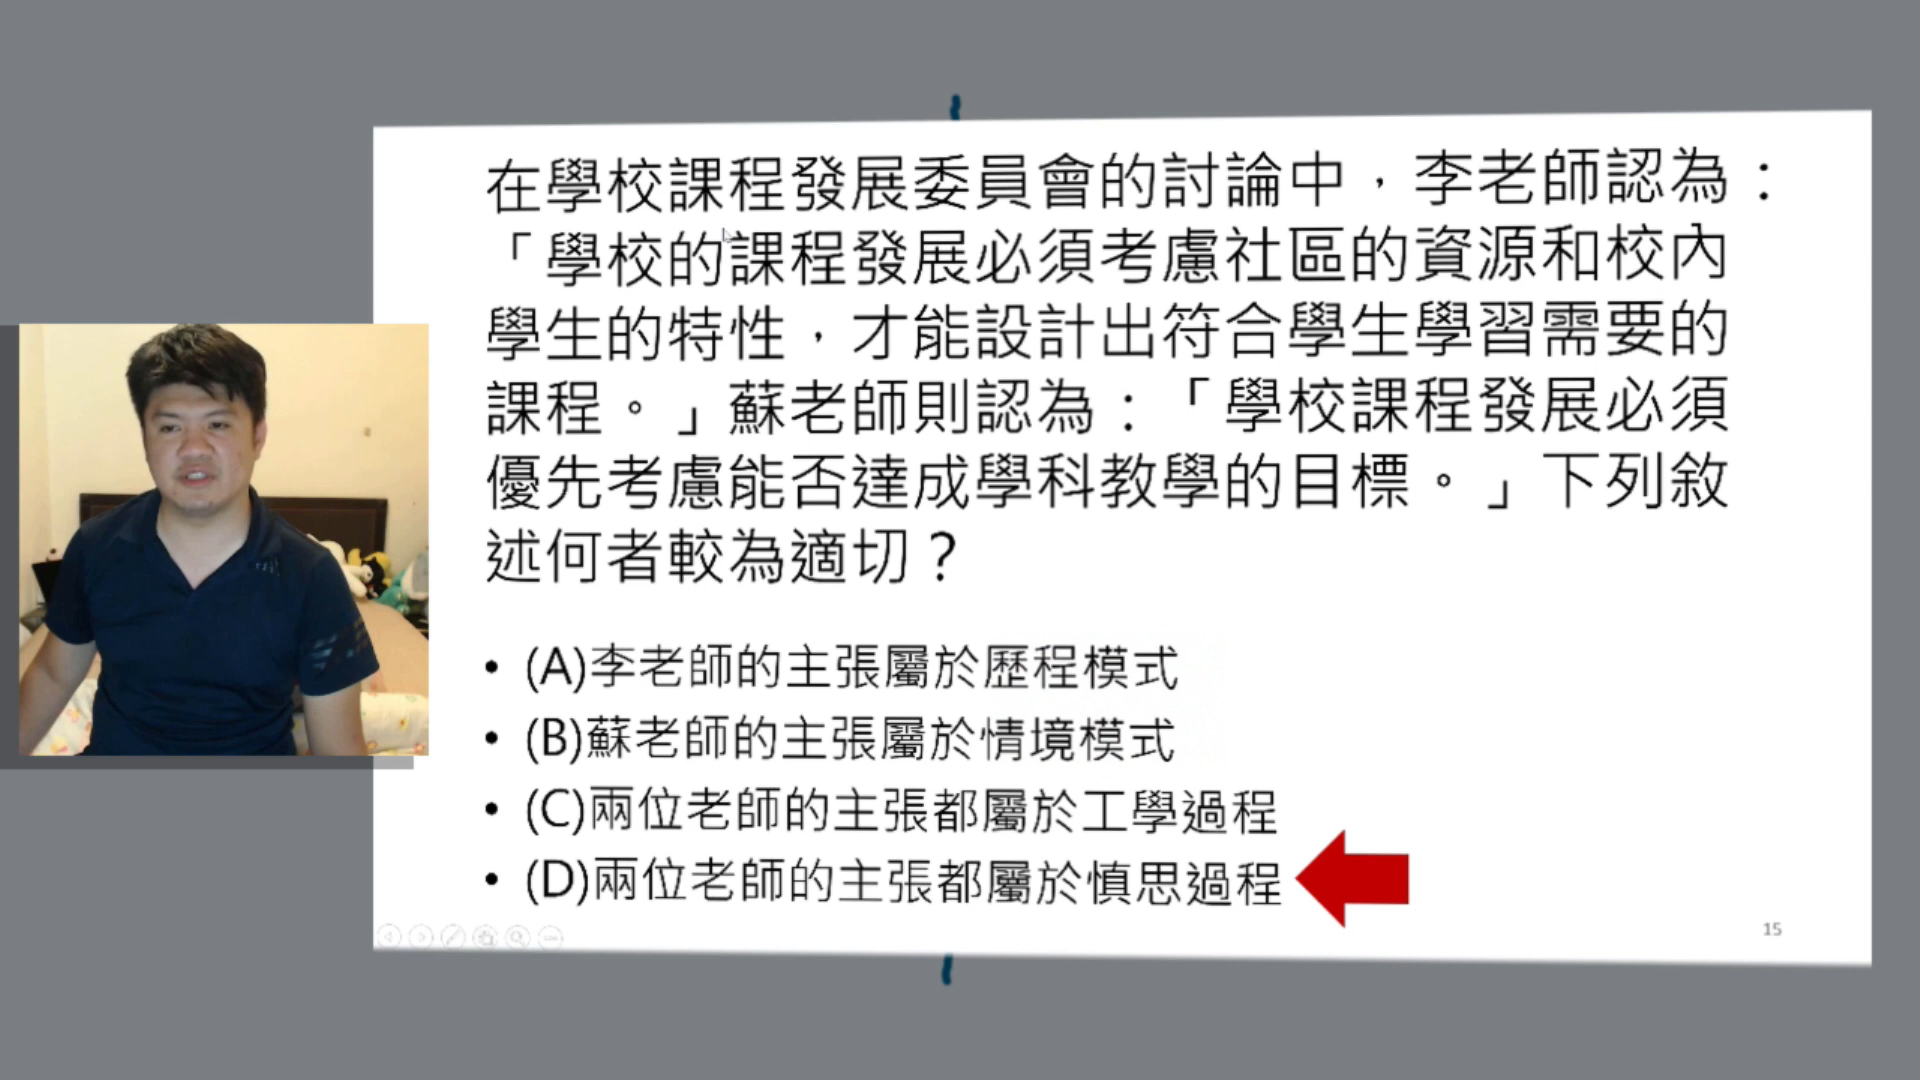 在學校課程發展委員會的討論中，李老師認為：
「學校的課程發展必須考慮社區的資源和校內
學生的特性，才能設計出符合學生學習需要的
課程。」蘇老師則認為：「學校課程發展必須
優先考慮能否達成學科教學的目標。」下列敘
述何者較為適切？
• (A)李老師的主張屬於歷程模式
• (B)蘇老師的主張屬於情境模式
• (C)兩位老師的主張都屬於工學過程
• (D)兩位老師的主張都屬於慎思過程
15